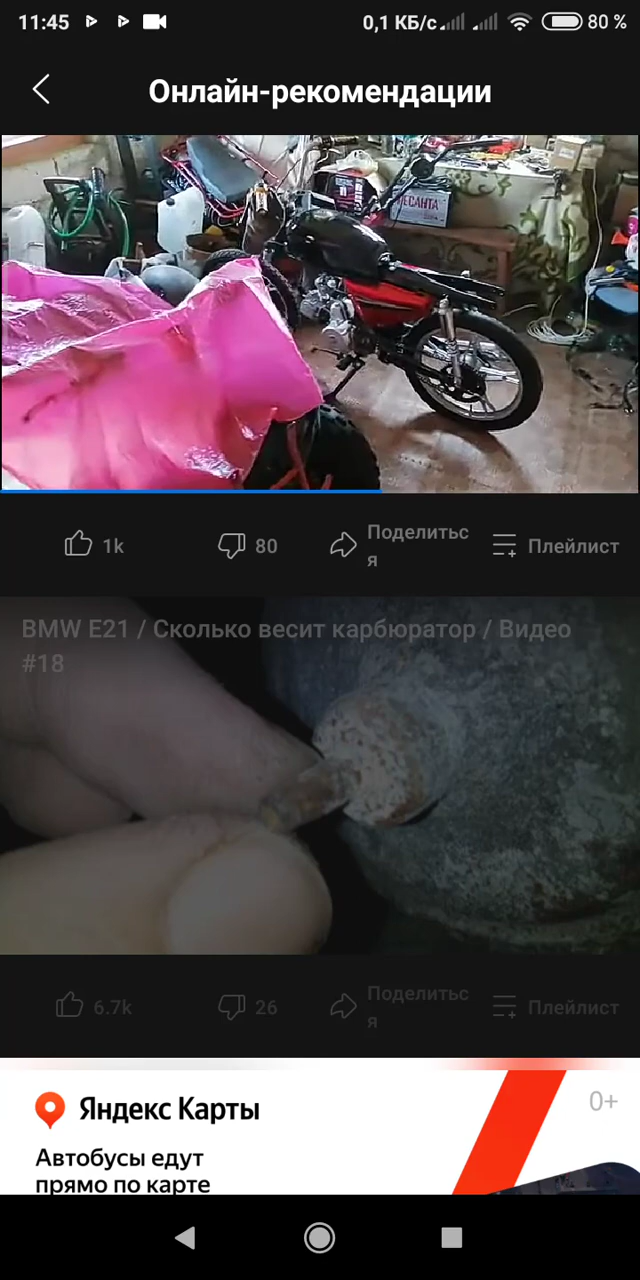 11:45
0,1 КБ/с
80 %
Онлайн-рекомендации
РЕСАНТА
1k
80
Поделитьс
я
Плейлист
BMW E21 / Сколько весит карбюратор / Видео
#18
6.7k
26
Поделитьс
я
Плейлист
Яндекс Карты
0+
Автобусы едут
прямо по карте